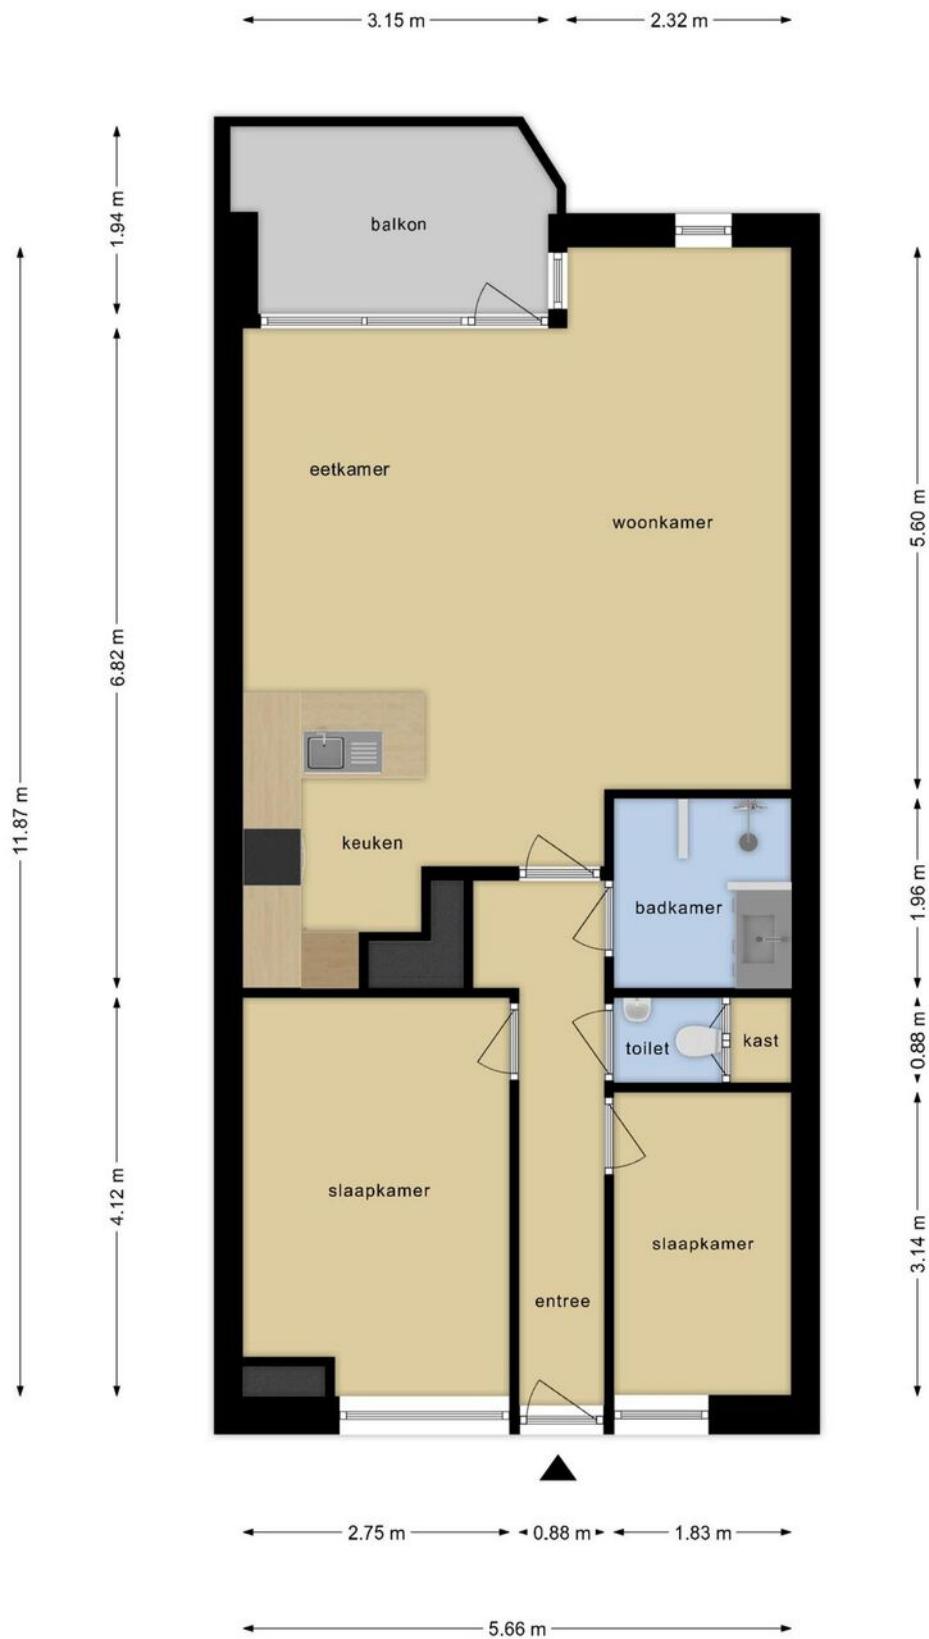 3.15 m
2.32 m
1.94 m
balkon
5.60 m
eetkamer
woonkamer
6.82 m
11.87 m
keuken
badkamer
1.96 m
toilet
kast
0.88 m
4.12 m
slaapkamer
slaapkamer
3.14 m
entree
2.75 m
0.88 m
1.83 m
5.66 m